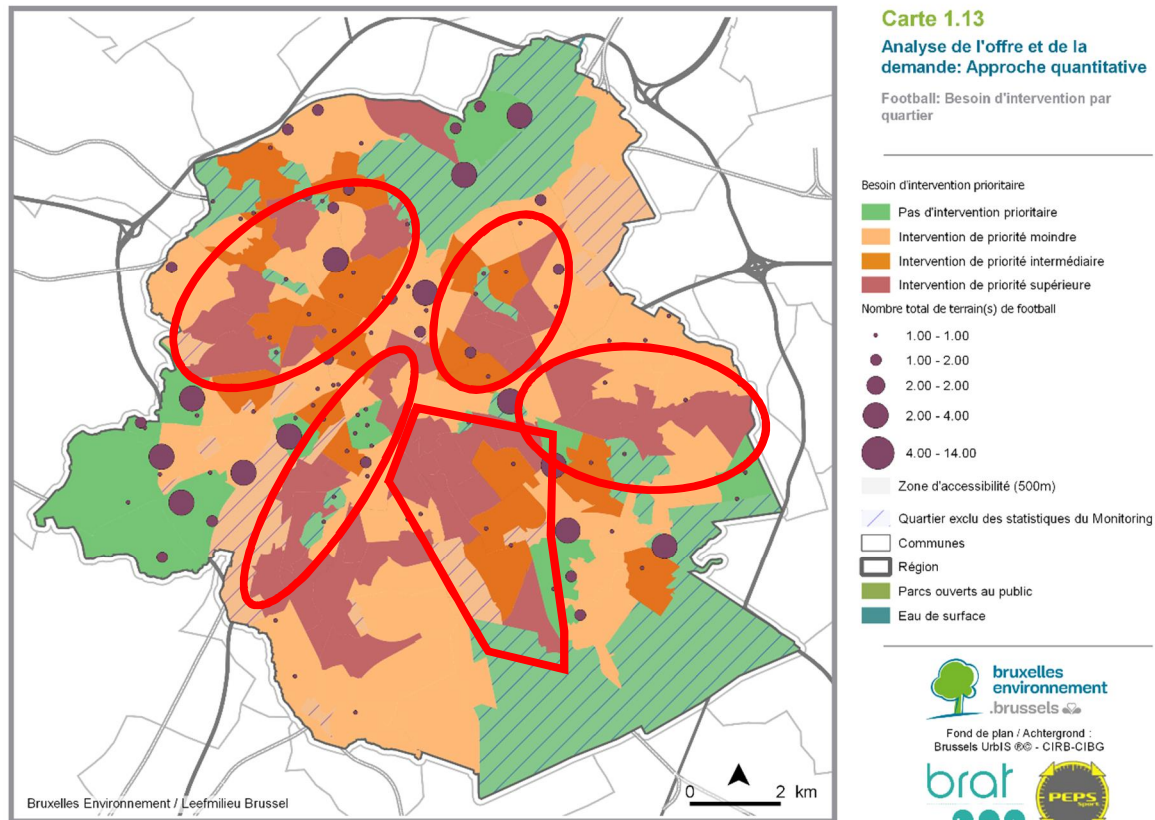 Carte 1.13
Analyse de l'offre et de la
demande: Approche quantitative
Football: Besoin d'intervention par
quartier
Besoin d'intervention prioritaire
Pas d'intervention prioritaire
Intervention de priorité moindre
Intervention de priorité intermédiaire
Intervention de priorité supérieure
Nombre total de terrain(s) de football
1.00 - 1.00
1.00 - 2.00
2.00 - 2.00
2.00 - 4.00
4.00 - 14.00
Zone d'accessibilité (500m)
Quartier exclu des statistiques du Monitoring
Communes
Région
Parcs ouverts au public
Eau de surface
bruxelles
environnement
.brussels
Fond de plan / Achtergrond :
Brussels UrbIS ®© - CIRB-CIBG
brat
PEPS
Sport
Bruxelles Environnement / Leefmilieu Brussel
0 2 km